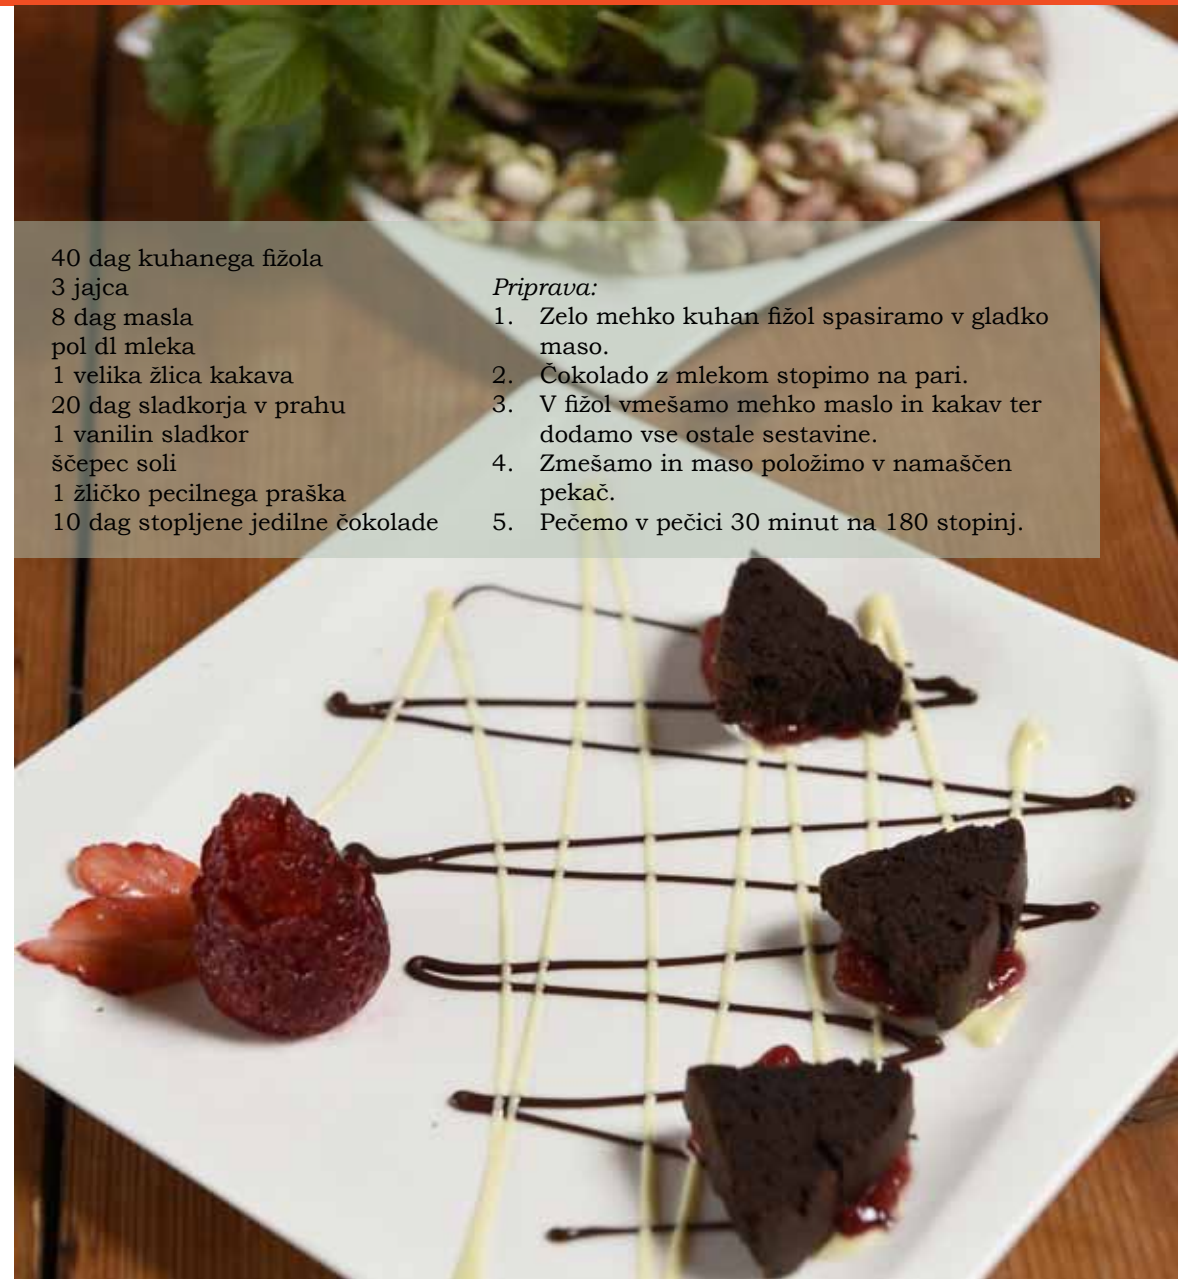 40 dag kuhanega fižola
3 jajca
8 dag masla
pol dl mleka
1 velika žlica kakava
20 dag sladkorja v prahu
1 vanilin sladkor
ščepec soli
1 žličko pecilnega praška
10 dag stopljene jedilne čokolade
Priprava:
1. Zelo mehko kuhan fižol spasiramo v gladko
maso.
2. Čokolado z mlekom stopimo na pari.
3. V fižol vmešamo mehko maslo in kakav ter
dodamo vse ostale sestavine.
4. Zmešamo in maso položimo v namaščen
pekač.
5. Pečemo v pečici 30 minut na 180 stopinj.